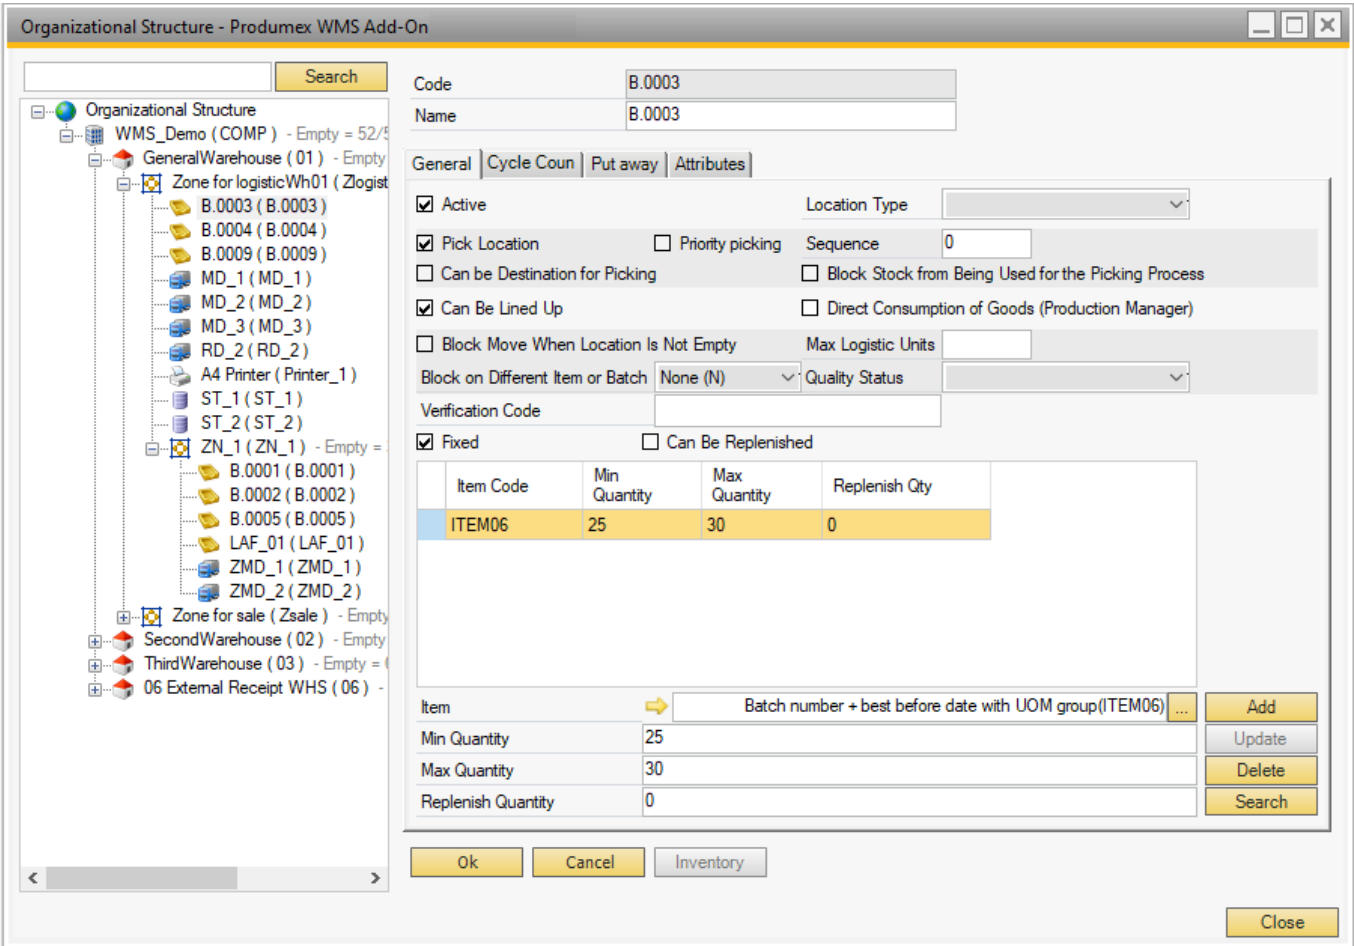 Organizational Structure - Produmex WMS Add-On
Search
Organizational Structure
WMS_Demo ( COMP ) - Empty = 52/5
GeneralWarehouse ( 01 ) - Empty
Zone for logisticWh01 ( Zlogist
B.0003 ( B.0003 )
B.0004 ( B.0004 )
B.0009 ( B.0009 )
MD_1 ( MD_1 )
MD_2 ( MD_2 )
MD_3 ( MD_3 )
RD_2 ( RD_2 )
A4 Printer ( Printer_1 )
ST_1 ( ST_1 )
ST_2 ( ST_2 )
ZN_1 ( ZN_1 ) - Empty =
B.0001 ( B.0001 )
B.0002 ( B.0002 )
B.0005 ( B.0005 )
LAF_01 ( LAF_01 )
ZMD_1 ( ZMD_1 )
ZMD_2 ( ZMD_2 )
Zone for sale ( Zsale ) - Empty
SecondWarehouse ( 02 ) - Empty
ThirdWarehouse ( 03 ) - Empty =
06 External Receipt WHS ( 06 ) -
Code B.0003
Name B.0003
General Cycle Coun Put away Attributes
Active Location Type
Pick Location Priority picking Sequence 0
Can be Destination for Picking Block Stock from Being Used for the Picking Process
Can Be Lined Up Direct Consumption of Goods (Production Manager)
Block Move When Location Is Not Empty Max Logistic Units
Block on Different Item or Batch None (N) Quality Status
Verification Code
Fixed Can Be Replenished
Item Code Min Quantity Max Quantity Replenish Qty
ITEM06 25 30 0
Item Batch number + best before date with UOM group(ITEM06) ... Add
Min Quantity 25 Update
Max Quantity 30 Delete
Replenish Quantity 0 Search
Ok Cancel Inventory
Close